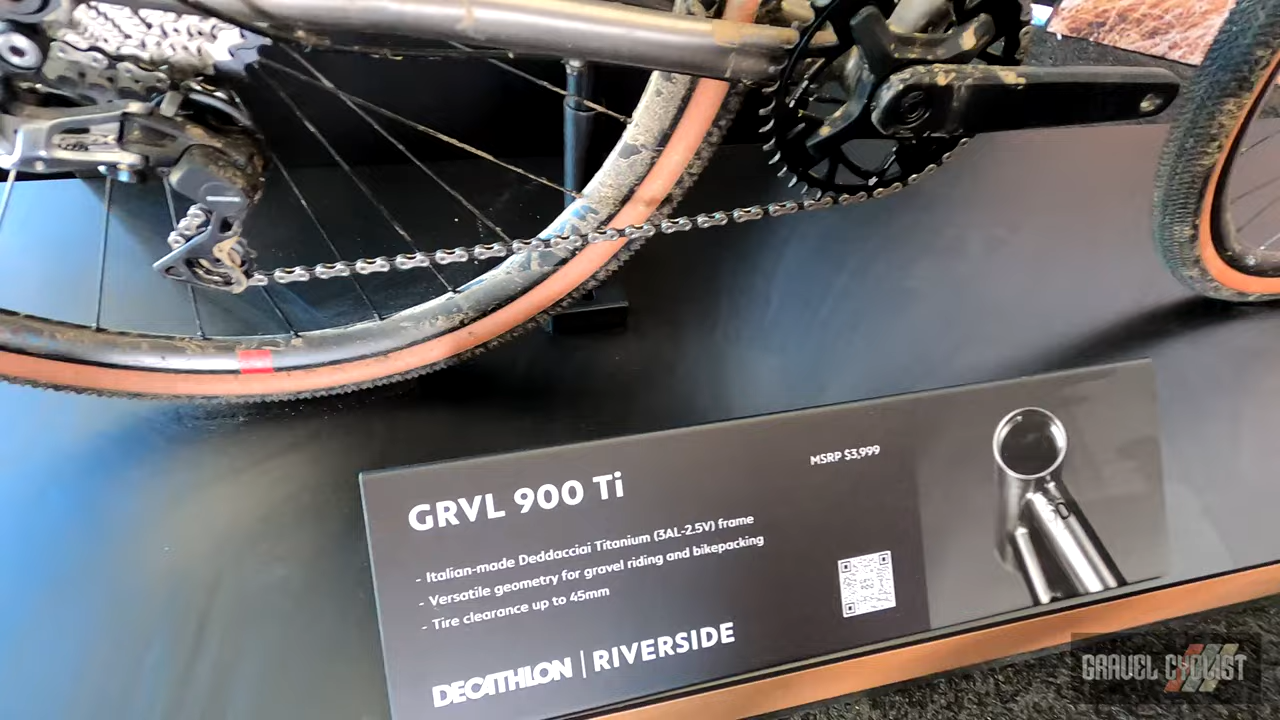 GRVL 900 Ti
MSRP $3,999
- Italian-made Deddacciai Titanium (3AL-2.5V) frame
- Versatile geometry for gravel riding and bikepacking
- Tire clearance up to 45mm
DECATHLON | RIVERSIDE
GRAVEL CYCLIST